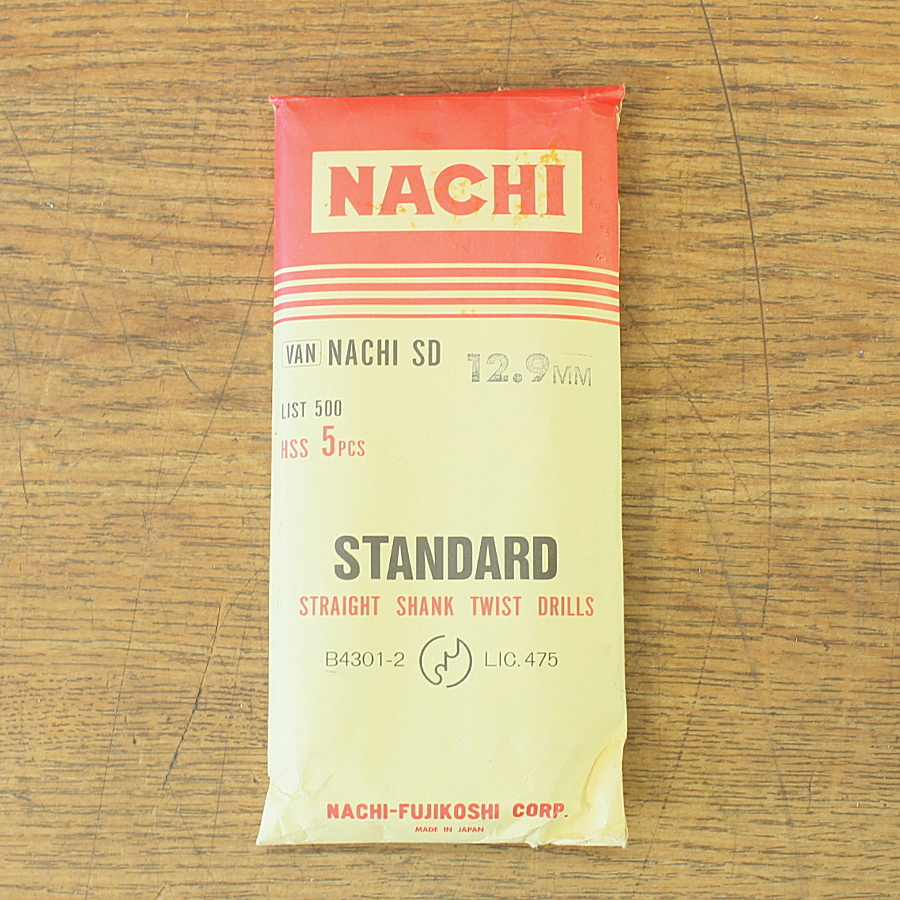 NACHI
VAN NACHI SD 12.9MM
LIST 500
HSS 5PCS
STANDARD
STRAIGHT SHANK TWIST DRILLS
B4301-2 LIC. 475
NACHI-FUJIKOSHI CORP.
MADE IN JAPAN